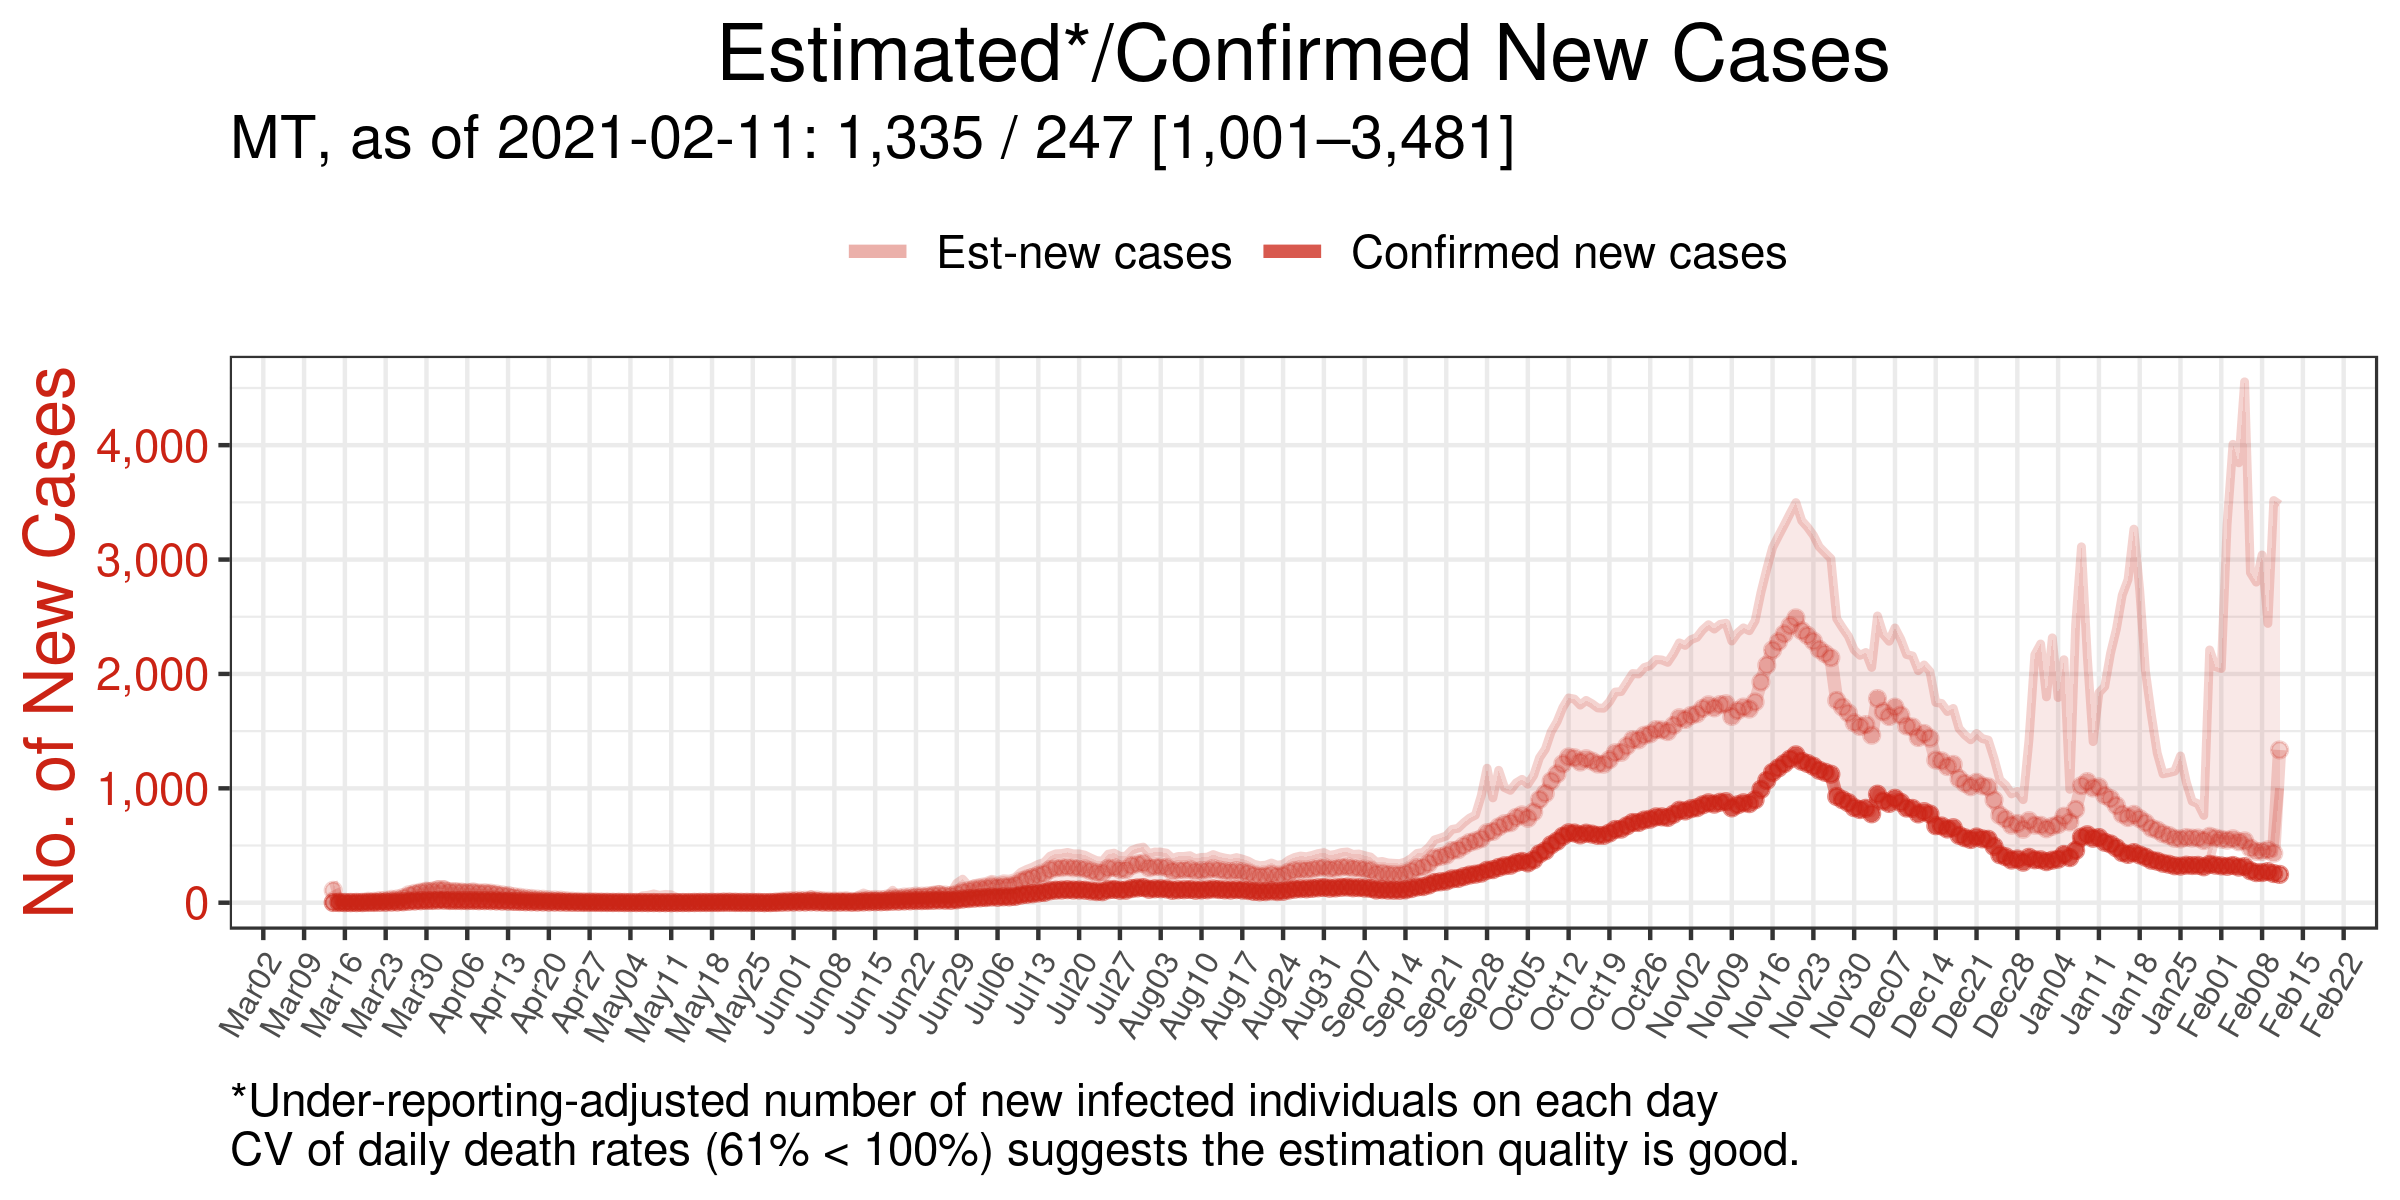 Estimated*/Confirmed New Cases
MT, as of 2021-02-11: 1,335 / 247 [1,001–3,481]
Est-new cases Confirmed new cases
No. of New Cases
4,000
3,000
2,000
1,000
0
Mar02 Mar09 Mar16 Mar23 Mar30 Apr06 Apr13 Apr20 Apr27 May04 May11 May18 May25 Jun01 Jun08 Jun15 Jun22 Jun29 Jul06 Jul13 Jul20 Jul27 Aug03 Aug10 Aug17 Aug24 Aug31 Sep07 Sep14 Sep21 Sep28 Oct05 Oct12 Oct19 Oct26 Nov02 Nov09 Nov16 Nov23 Nov30 Dec07 Dec14 Dec21 Dec28 Jan04 Jan11 Jan18 Jan25 Feb01 Feb08 Feb15 Feb22
*Under-reporting-adjusted number of new infected individuals on each day
CV of daily death rates (61% < 100%) suggests the estimation quality is good.